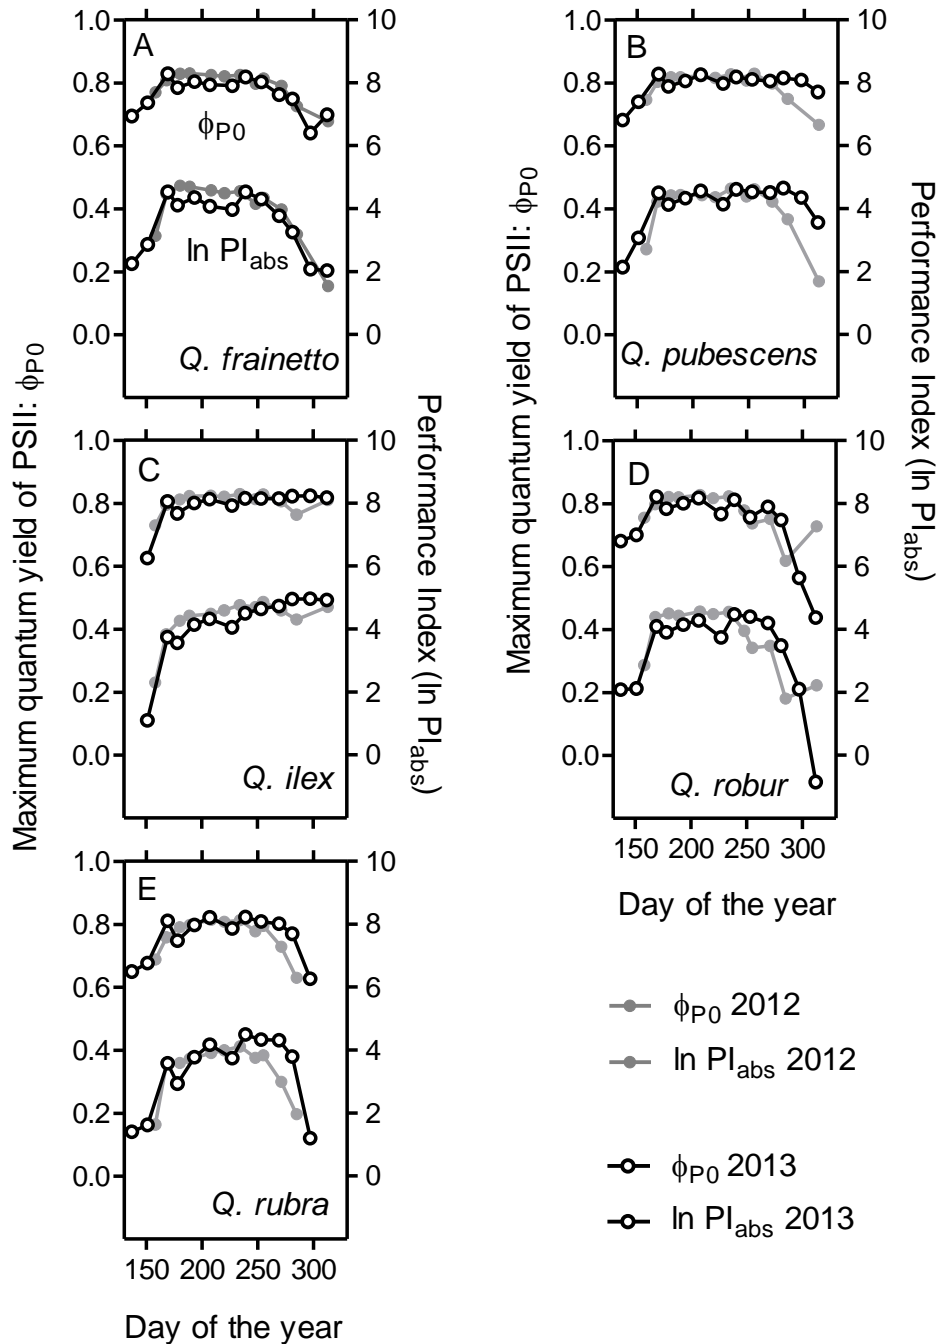 Maximum quantum yield of PSII: ϕP0
Performance Index (ln PIabs)
A
1.0
0.8
0.6
0.4
0.2
0.0
10
8
6
4
2
0
ϕP0
ln PIabs
Q. frainetto
Maximum quantum yield of PSII: ϕP0
Performance Index (ln PIabs)
B
1.0
0.8
0.6
0.4
0.2
0.0
10
8
6
4
2
0
Q. pubescens
C
1.0
0.8
0.6
0.4
0.2
0.0
10
8
6
4
2
0
Q. ilex
D
1.0
0.8
0.6
0.4
0.2
0.0
10
8
6
4
2
0
Q. robur
150 200 250 300
Day of the year
E
1.0
0.8
0.6
0.4
0.2
0.0
10
8
6
4
2
0
Q. rubra
150 200 250 300
Day of the year
ϕP0 2012
ln PIabs 2012
ϕP0 2013
ln PIabs 2013